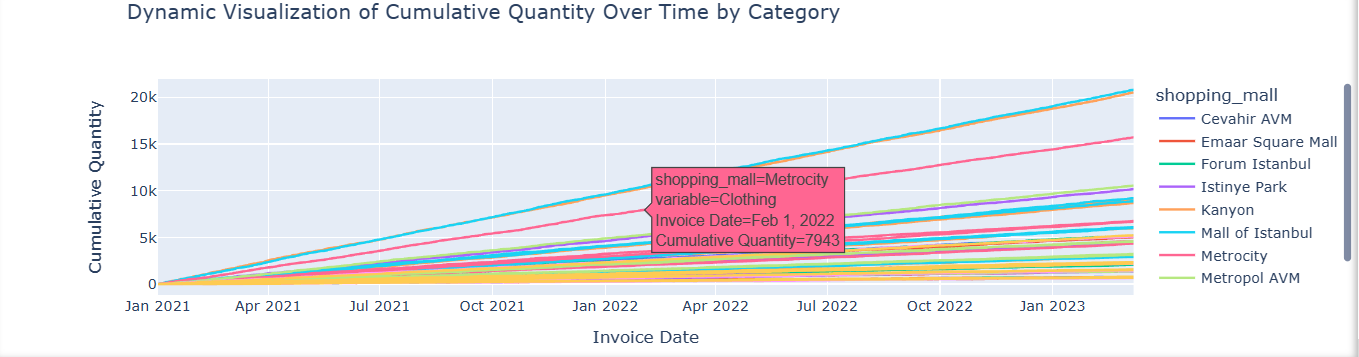 Dynamic Visualization of Cumulative Quantity Over Time by Category
Cumulative Quantity
20k
15k
10k
5k
0
shopping_mall=Metrocity
variable=Clothing
Invoice Date=Feb 1, 2022
Cumulative Quantity=7943
Jan 2021
Apr 2021
Jul 2021
Oct 2021
Jan 2022
Apr 2022
Jul 2022
Oct 2022
Jan 2023
Invoice Date
shopping_mall
Cevahir AVM
Emaar Square Mall
Forum Istanbul
Istinye Park
Kanyon
Mall of Istanbul
Metrocity
Metropol AVM